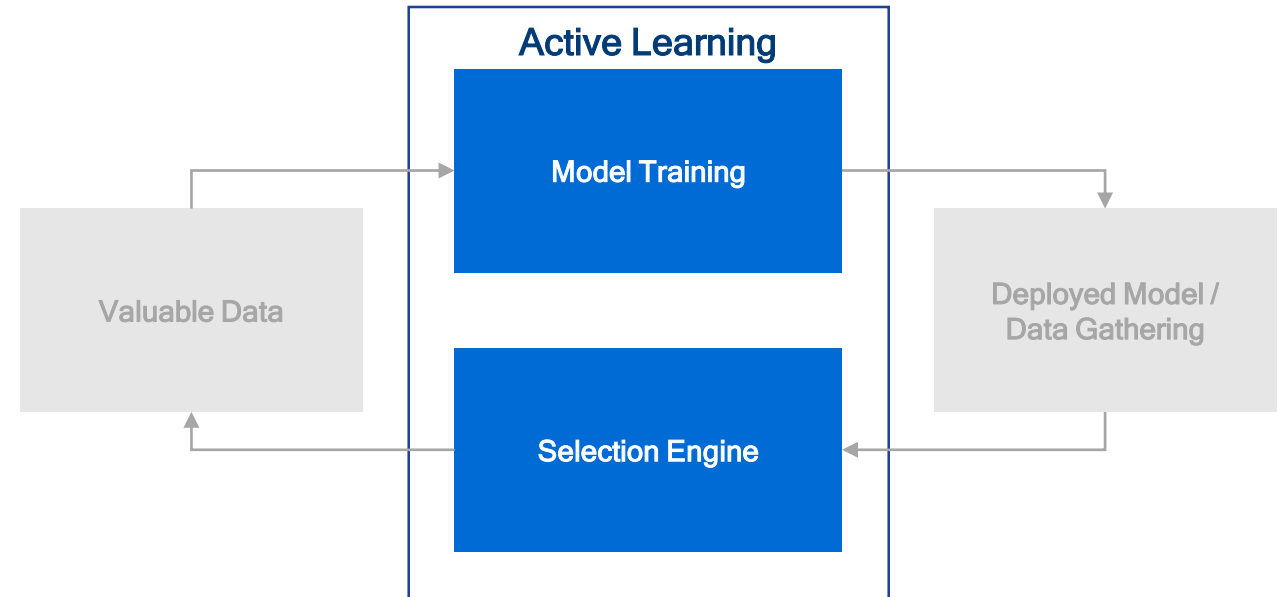 Active Learning
Model Training
Valuable Data
Deployed Model /
Data Gathering
Selection Engine